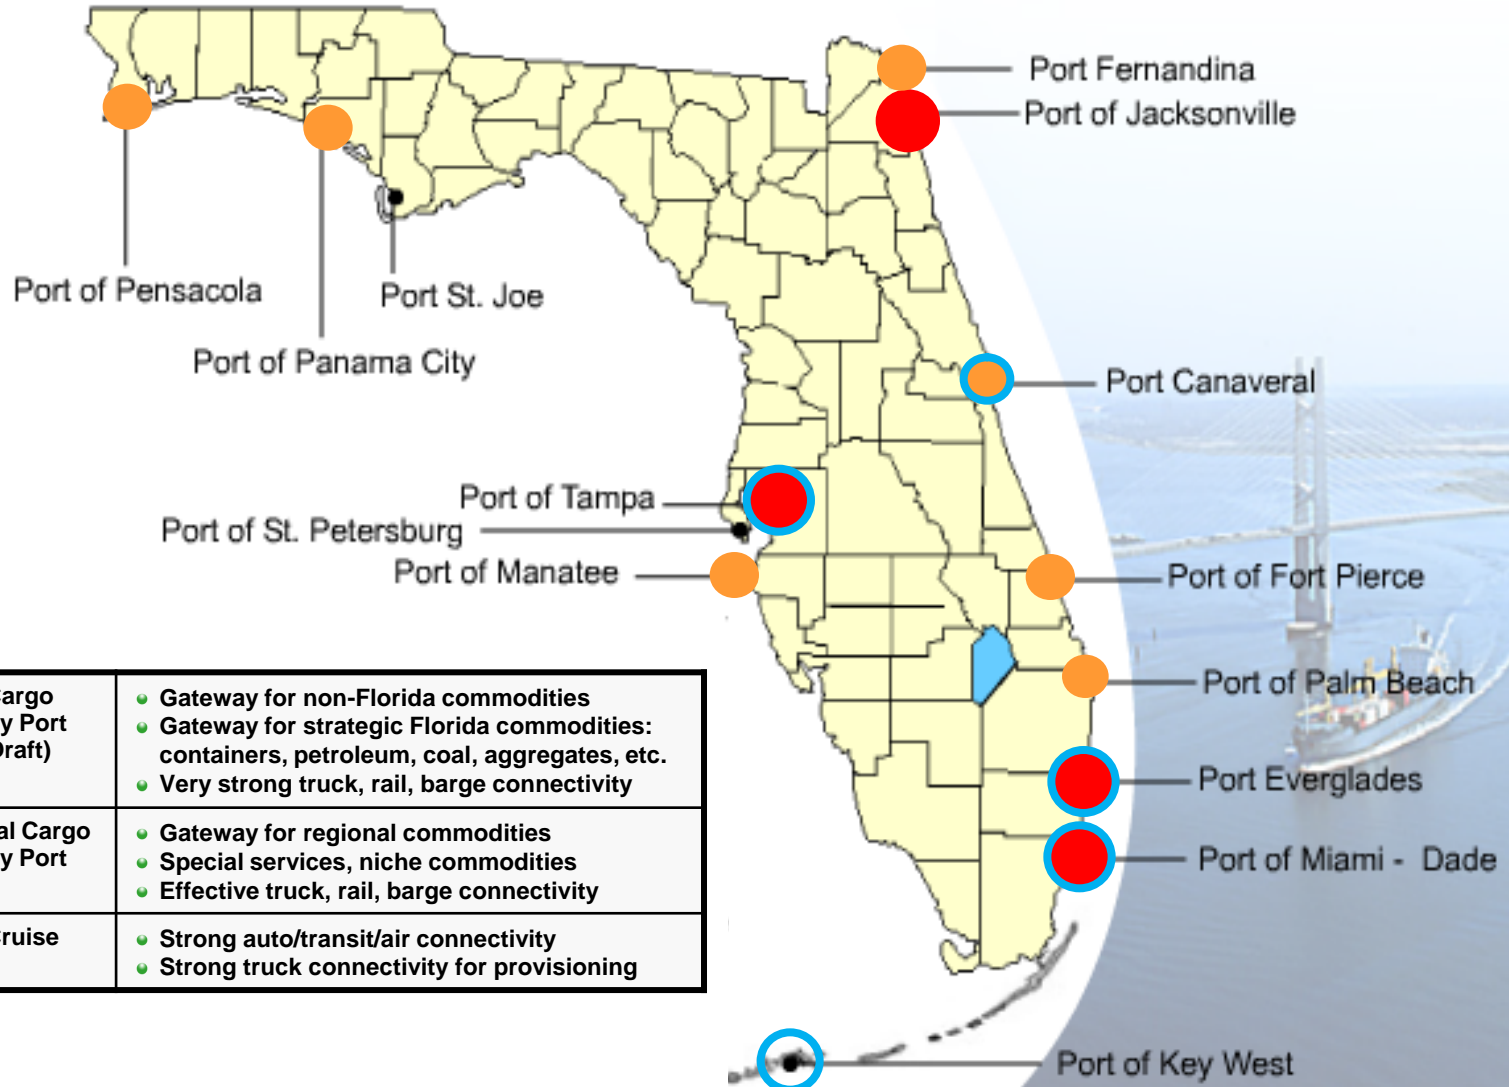 Port Fernandina
Port of Jacksonville
Port of Pensacola
Port St. Joe
Port of Panama City
Port Canaveral
Port of Tampa
Port of St. Petersburg
Port of Manatee
Port of Fort Pierce
Port of Palm Beach
Port Everglades
Port of Miami - Dade
Port of Key West
Gateway for non-Florida commodities
Gateway for strategic Florida commodities:
containers, petroleum, coal, aggregates, etc.
Very strong truck, rail, barge connectivity
Port
Cargo
Port
Gateway for regional commodities
Special services, niche commodities
Effective truck, rail, barge connectivity
Strong auto/transit/air connectivity
Strong truck connectivity for provisioning